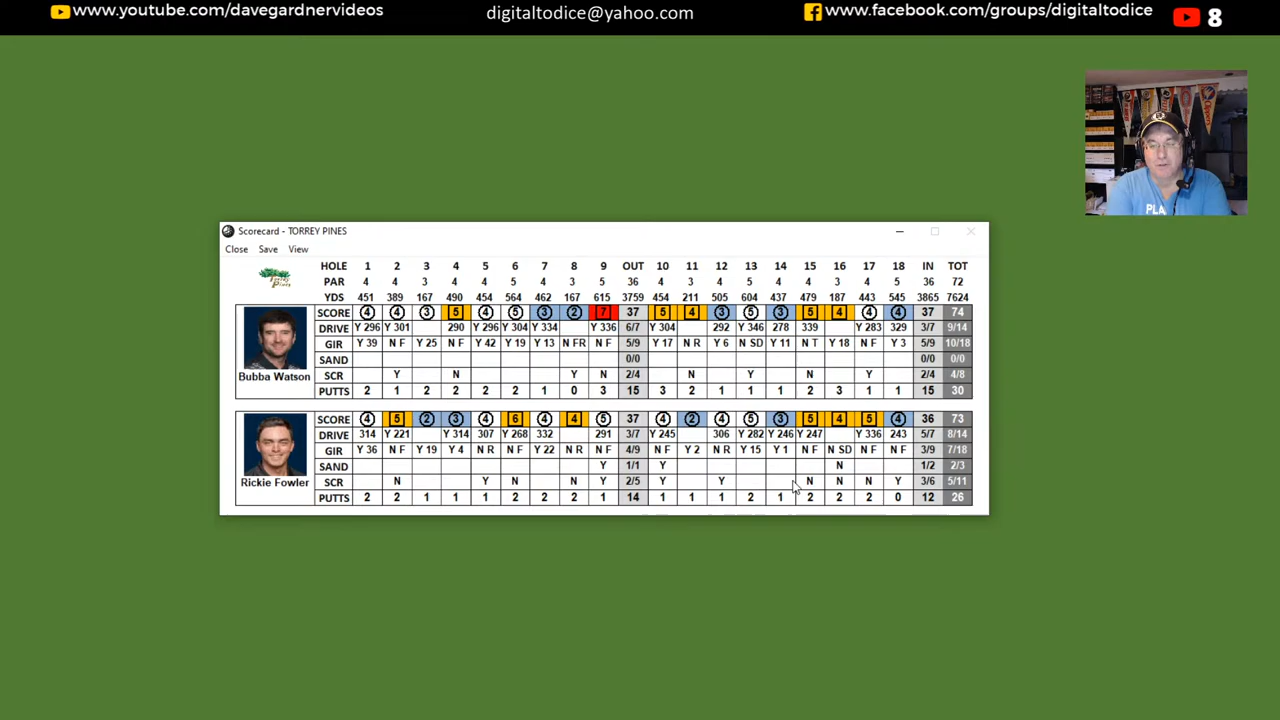 www.youtube.com/davegardnervideos digitaltodice@yahoo.com www.facebook.com/groups/digitaltodice 8
PLA
Scorecard - TORREY PINES
Close Save View
HOLE 1 2 3 4 5 6 7 8 9 OUT 10 11 12 13 14 15 16 17 18 IN TOT
PAR 4 4 3 4 4 5 4 3 5 36 4 3 4 5 4 4 3 4 5 36 72
YDS 451 389 167 490 454 564 462 167 615 3759 454 211 505 604 437 479 187 443 545 3865 7624
SCORE 4 4 3 5 4 5 3 2 7 37 5 4 3 5 3 5 4 4 4 37 74
DRIVE Y 296 Y 301 290 Y 296 Y 304 Y 334 Y 336 6/7 Y 304 292 Y 346 278 339 Y 283 329 3/7 9/14
GIR Y 39 N F Y 25 N F Y 42 Y 19 Y 13 N FR N F 5/9 Y 17 N R Y 6 N SD Y 11 N T Y 18 N F Y 3 5/9 10/18
SAND 0/0 0/0 0/0
SCR Y N Y N 2/4 N Y N Y 2/4 4/8
PUTTS 2 1 2 2 2 2 1 0 3 15 3 2 1 1 1 2 3 1 1 15 30
Bubba Watson
SCORE 4 5 2 3 4 6 4 4 5 37 4 2 4 5 3 5 4 5 4 36 73
DRIVE 314 Y 221 Y 314 307 Y 268 332 291 3/7 Y 245 306 Y 282 Y 246 Y 247 Y 336 243 5/7 8/14
GIR Y 36 N F Y 19 Y 4 N R N F Y 22 N R N F 4/9 N F Y 2 N R Y 15 Y 1 N F N SD N F N F 3/9 7/18
SAND Y 1/1 Y N 1/2 2/3
SCR N Y N N Y 2/5 Y Y N N N Y 3/6 5/11
PUTTS 2 2 1 1 1 2 2 2 1 14 1 1 1 2 1 2 2 2 0 12 26
Rickie Fowler